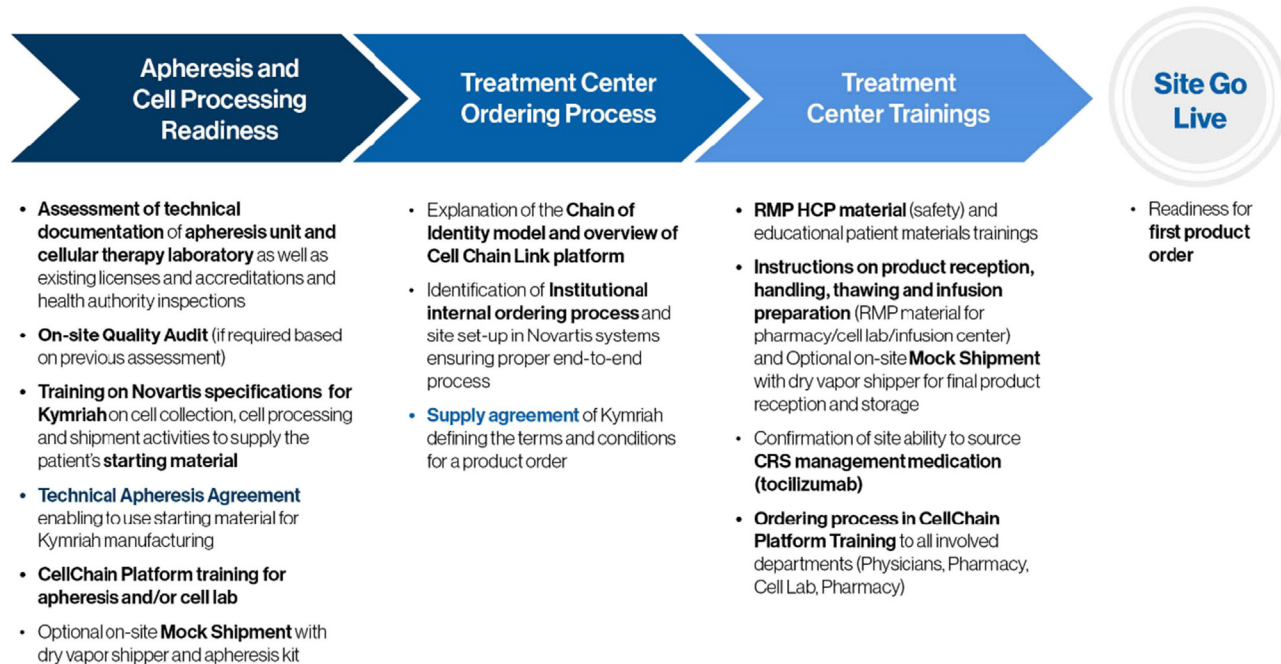 Apheresis and
Cell Processing
Readiness
Treatment Center
Ordering Process
Treatment
Center Trainings
Site Go
Live
• Assessment of technical
documentation of apheresis unit and
cellular therapy laboratory as well as
existing licenses and accreditations and
health authority inspections
• On-site Quality Audit (if required based
on previous assessment)
• Training on Novartis specifications for
Kymriah on cell collection, cell processing
and shipment activities to supply the
patient's starting material
• Technical Apheresis Agreement
enabling to use starting material for
Kymriah manufacturing
• CellChain Platform training for
apheresis and/or cell lab
• Optional on-site Mock Shipment with
dry vapor shipper and apheresis kit
• Explanation of the Chain of
Identity model and overview of
Cell Chain Link platform
• Identification of Institutional
internal ordering process and
site set-up in Novartis systems
ensuring proper end-to-end
process
• Supply agreement of Kymriah
defining the terms and conditions
for a product order
• RMP HCP material (safety) and
educational patient materials trainings
• Instructions on product reception,
handling, thawing and infusion
preparation (RMP material for
pharmacy/cell lab/infusion center)
and Optional on-site Mock Shipment
with dry vapor shipper for final product
reception and storage
• Confirmation of site ability to source
CRS management medication
(tocilizumab)
• Ordering process in CellChain
Platform Training to all involved
departments (Physicians, Pharmacy,
Cell Lab, Pharmacy)
• Readiness for
first product
order